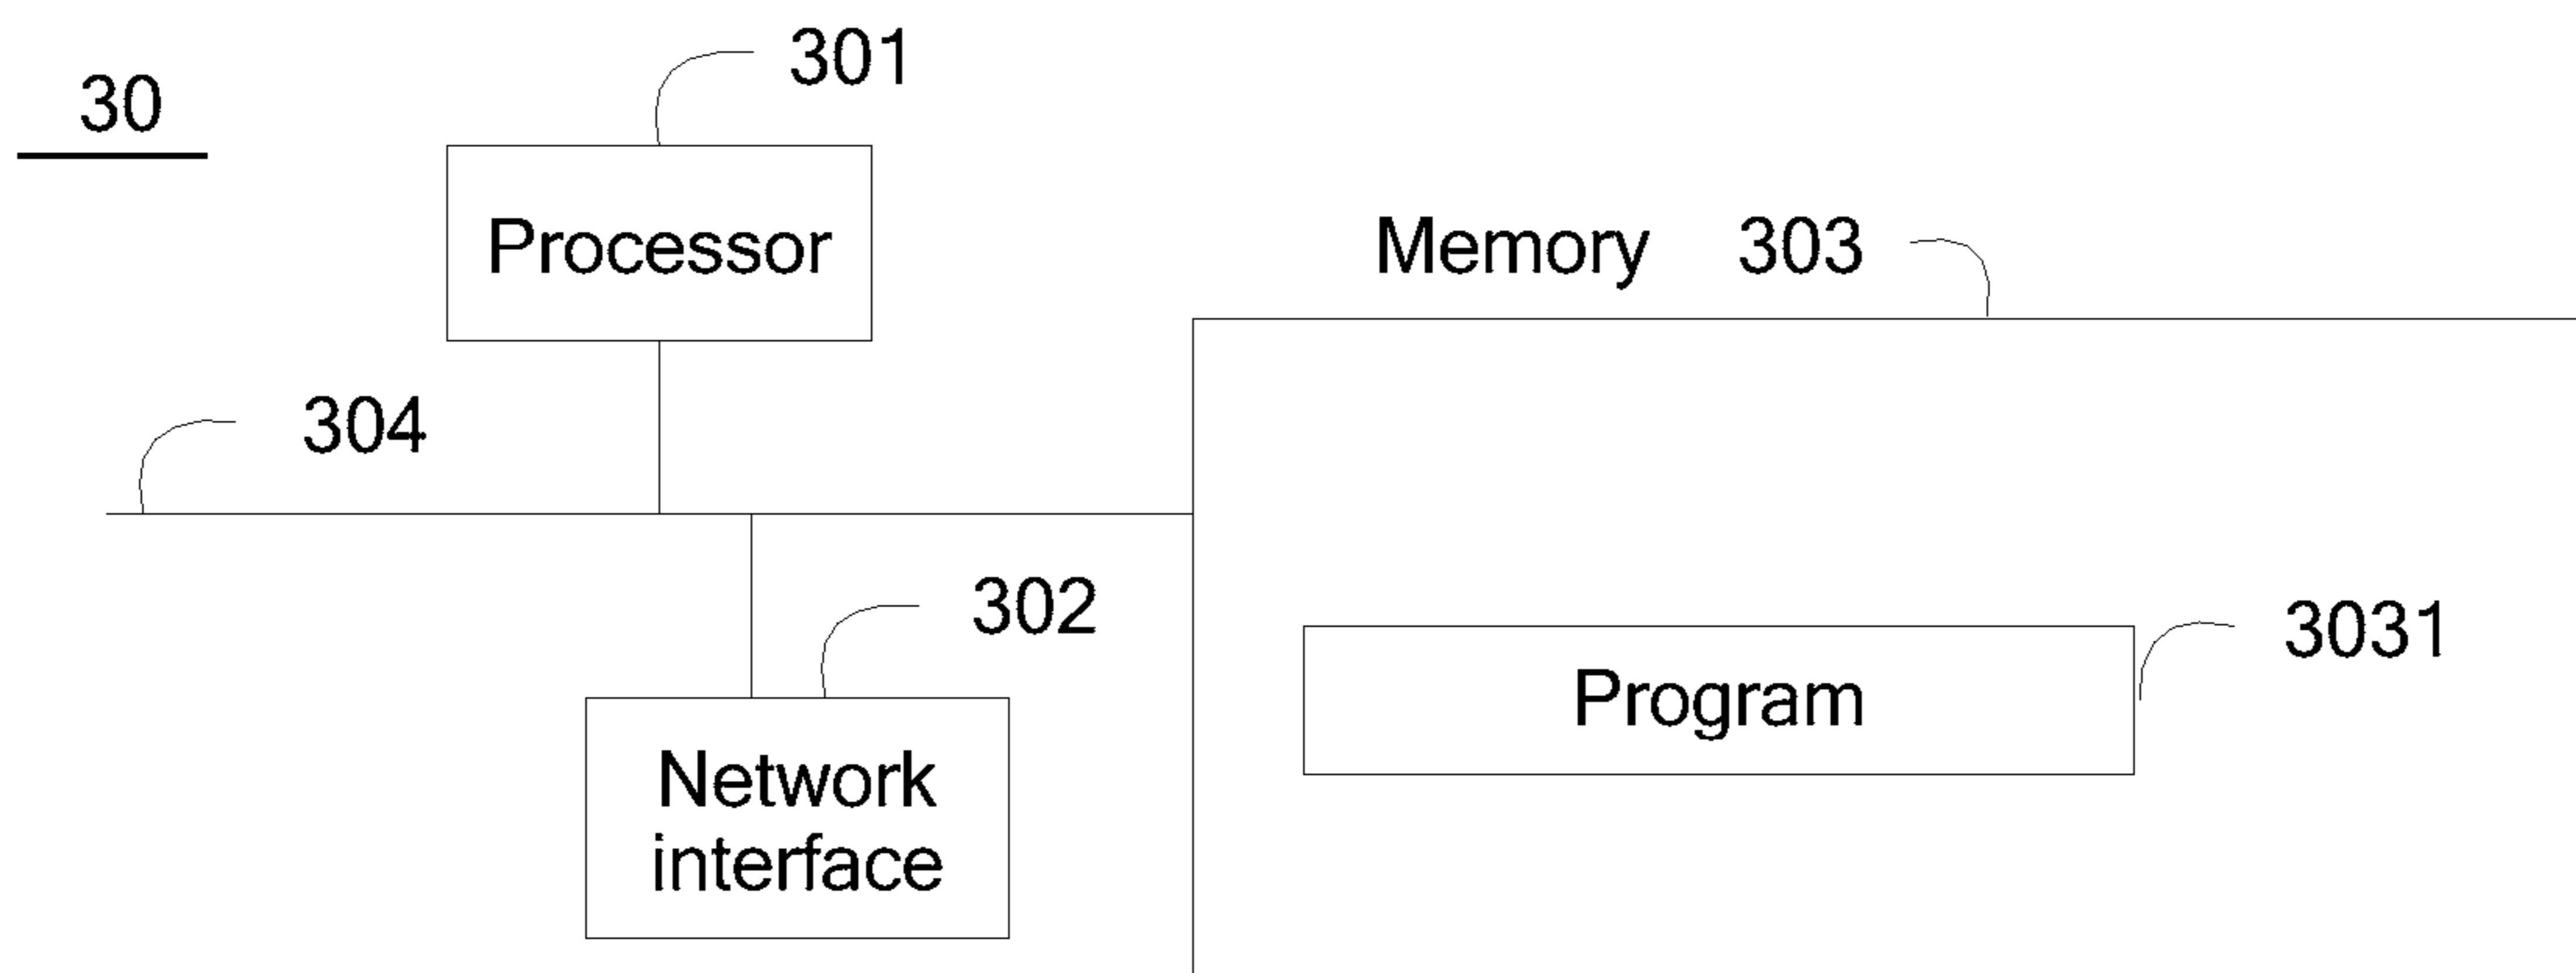 30
301
Processor
Memory 303
304
302
Network
interface
Program
3031